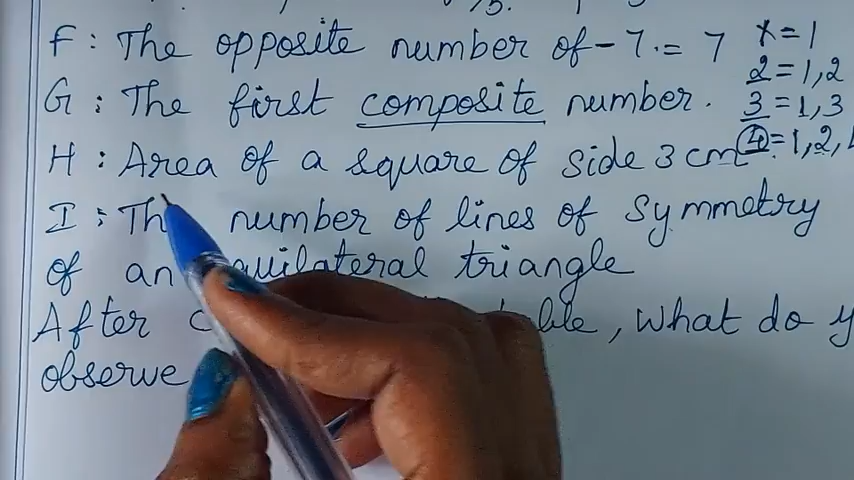 F : The opposite number of -7 = 7 x = 1
2 = 1, 2
G : The first composite number. 3 = 1, 3
H : Area of a square of side 3 cm 4 = 1, 2,
I : Th number of lines of symmetry
of an quilateral triangle
After c ble, what do y
observe